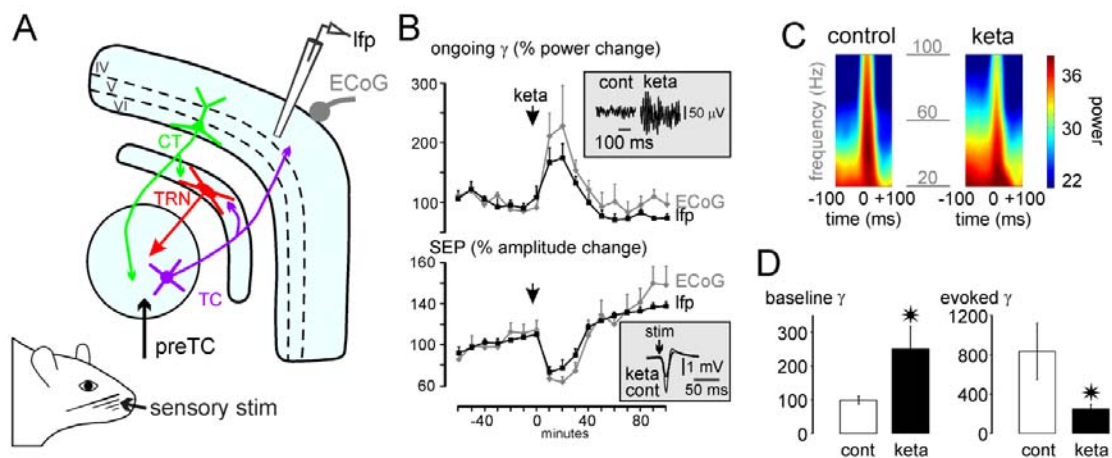 A
lfp
ECoG
IV
V
VI
CT
TRN
TC
preTC
sensory stim
B
ongoing γ (% power change)
300
250
200
150
100
keta
cont keta
50 µV
100 ms
ECoG
lfp
SEP (% amplitude change)
160
140
120
100
80
60
ECoG
lfp
stim
keta
cont
1 mV
50 ms
-40 0 40 80
minutes
C
control keta
frequency (Hz)
100
60
20
-100 +100
time (ms)
-100 +100
time (ms)
36
30
22
power
D
baseline γ
300
200
100
0
cont keta
evoked γ
1200
800
400
0
cont keta